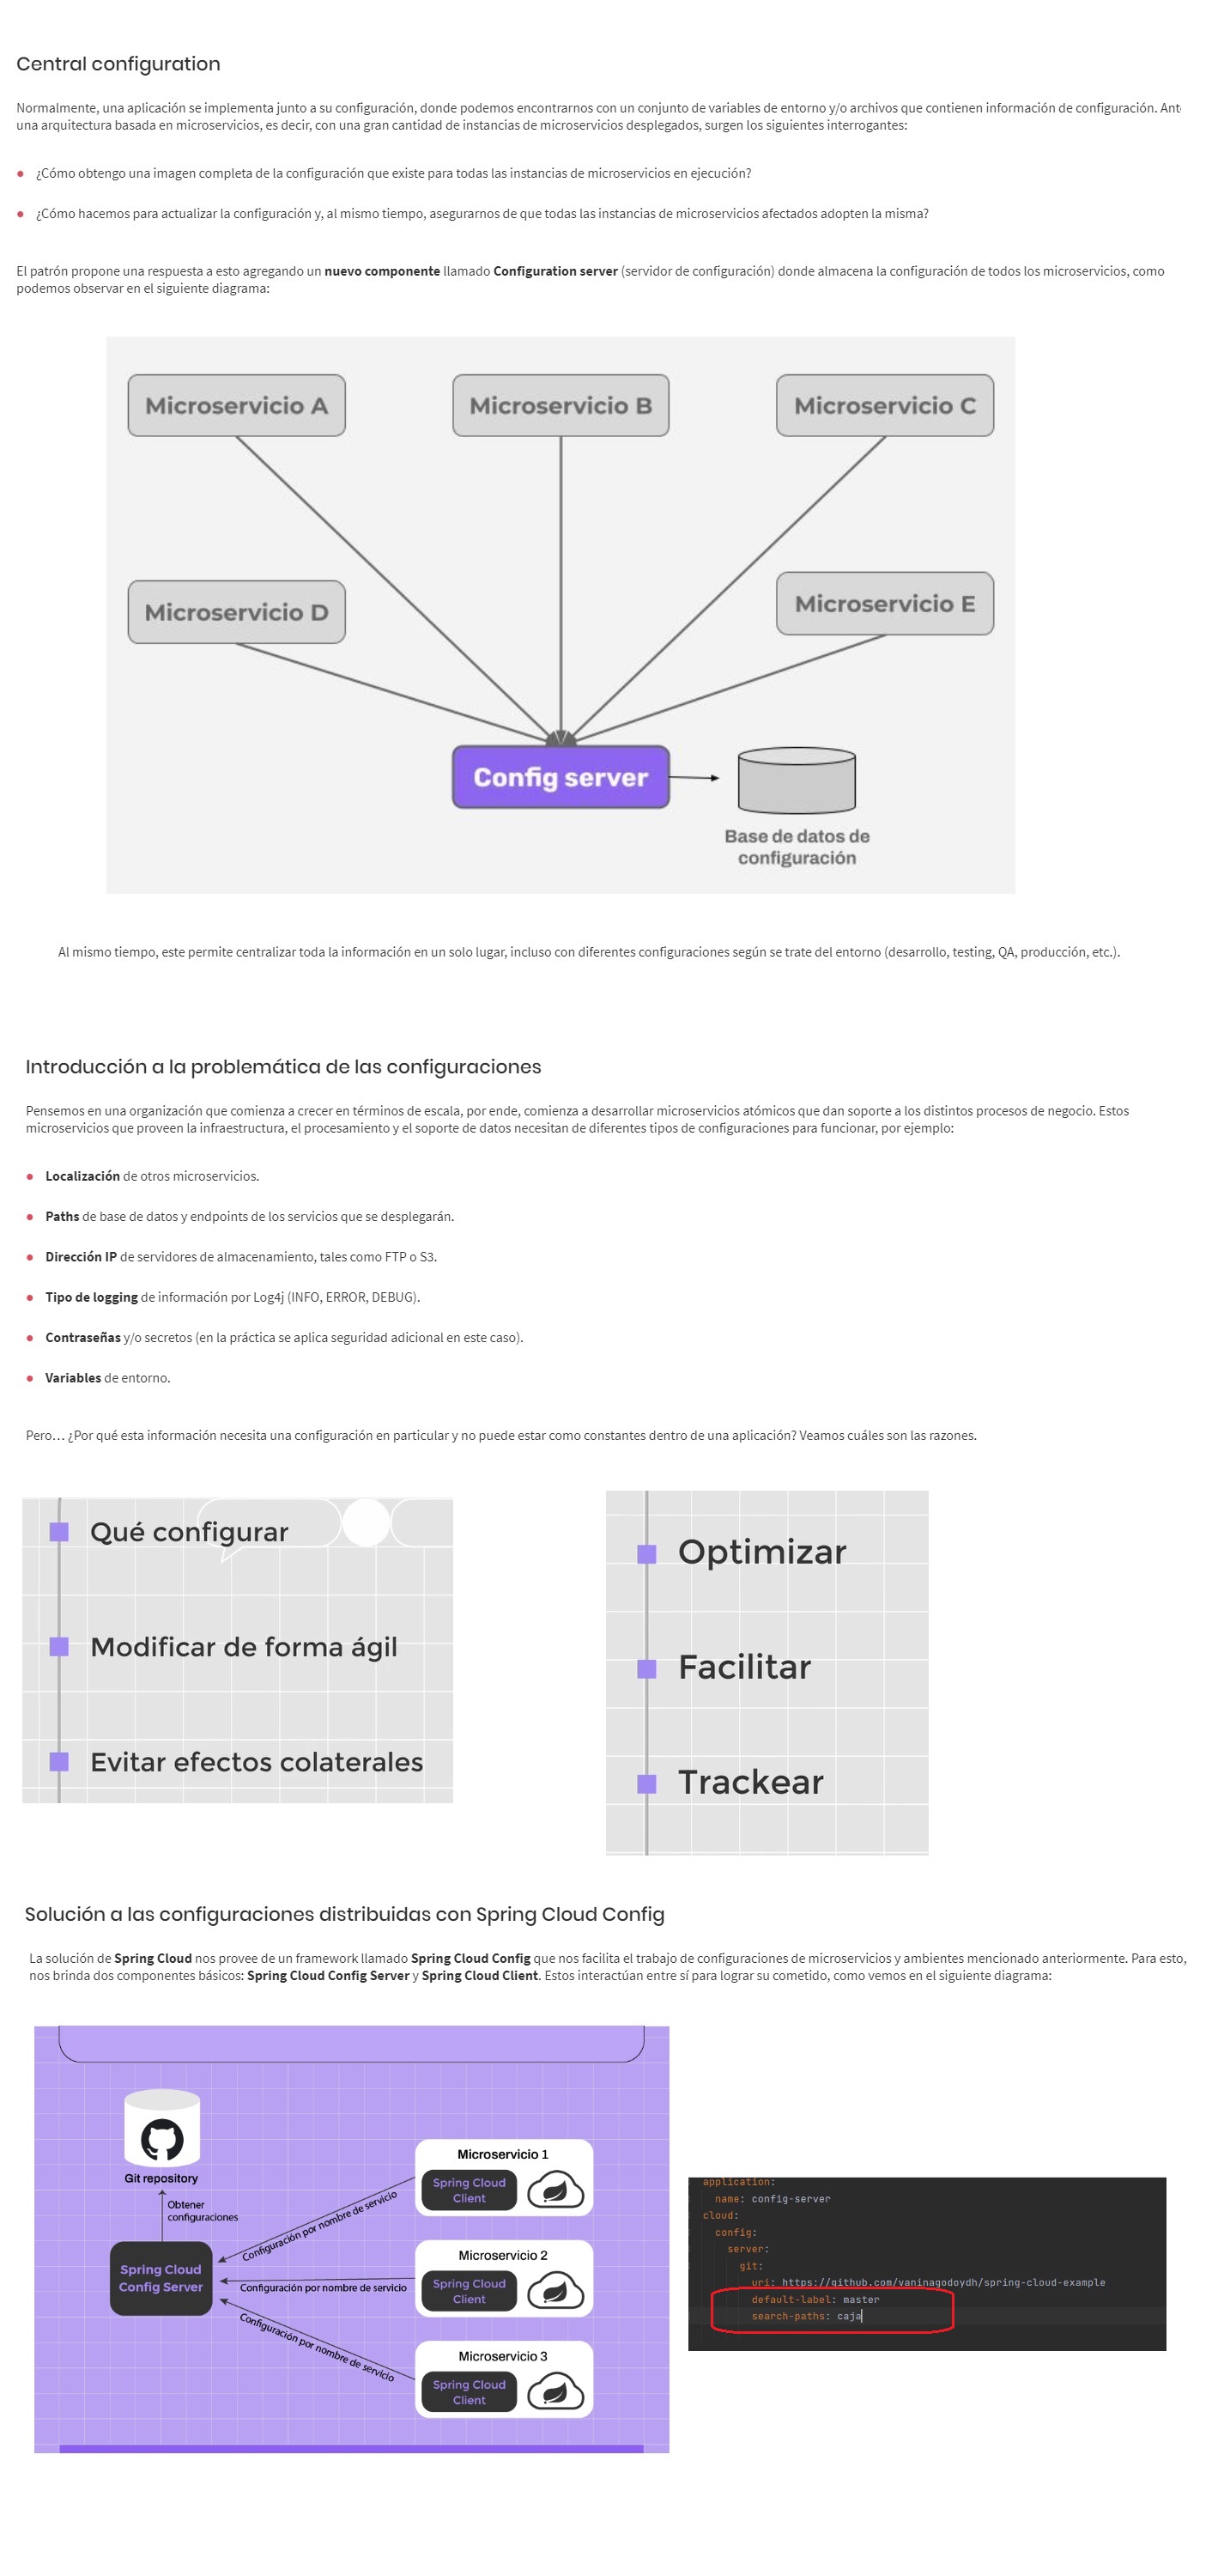 Central configuration
Normalmente, una aplicación se implementa junto a su configuración, donde podemos encontrarnos con un conjunto de variables de entorno y/o archivos que contienen información de configuración.
una arquitectura basada en microservicios, es decir, con una gran cantidad de instancias de microservicios desplegados, surgen los siguientes interrogantes:
● ¿Cómo obtengo una imagen completa de la configuración que existe para todas las instancias de microservicios en ejecución?
● ¿Cómo hacemos para actualizar la configuración y, al mismo tiempo, asegurarnos de que todas las instancias de microservicios afectados adopten la misma?
El patrón propone una respuesta a esto agregando un nuevo componente llamado Configuration server (servidor de configuración) donde almacena la configuración de todos los microservicios, como
podemos observar en el siguiente diagrama:
Microservicio A
Microservicio B
Microservicio C
Microservicio D
Microservicio E
Config server
Base de datos de
configuración
Al mismo tiempo, este permite centralizar toda la información en un solo lugar, incluso con diferentes configuraciones según se trate del entorno (desarrollo, testing, QA, producción, etc.).
Introducción a la problemática de las configuraciones
Pensemos en una organización que comienza a crecer en términos de escala, por ende, comienza a desarrollar microservicios atómicos que dan soporte a los distintos procesos de negocio. Estos
microservicios que proveen la infraestructura, el procesamiento y el soporte de datos necesitan de diferentes tipos de configuraciones para funcionar, por ejemplo:
● Localización de otros microservicios.
● Paths de base de datos y endpoints de los servicios que se desplegarán.
● Dirección IP de servidores de almacenamiento, tales como FTP o S3.
● Tipo de logging de información por Log4j (INFO, ERROR, DEBUG).
● Contraseñas y/o secretos (en la práctica se aplica seguridad adicional en este caso).
● Variables de entorno.
Pero... ¿Por qué esta información necesita una configuración en particular y no puede estar como constantes dentro de una aplicación? Veamos cuáles son las razones.
Qué configurar
Modificar de forma ágil
Evitar efectos colaterales
Optimizar
Facilitar
Trackear
Solución a las configuraciones distribuidas con Spring Cloud Config
La solución de Spring Cloud nos provee de un framework llamado Spring Cloud Config que nos facilita el trabajo de configuraciones de microservicios y ambientes mencionado anteriormente. Para esto,
nos brinda dos componentes básicos: Spring Cloud Config Server y Spring Cloud Client. Estos interactúan entre sí para lograr su cometido, como vemos en el siguiente diagrama:
Git repository
Obtener
configuraciones
Spring Cloud
Config Server
Configuración por nombre de servicio
Configuración por nombre de servicio
Configuración por nombre de servicio
Microservicio 1
Spring Cloud
Client
Microservicio 2
Spring Cloud
Client
Microservicio 3
Spring Cloud
Client
application:
name: config-server
cloud:
config:
server:
git:
uri: https://github.com/vaninagodoydh/spring-cloud-example
default-label: master
search-paths: caja